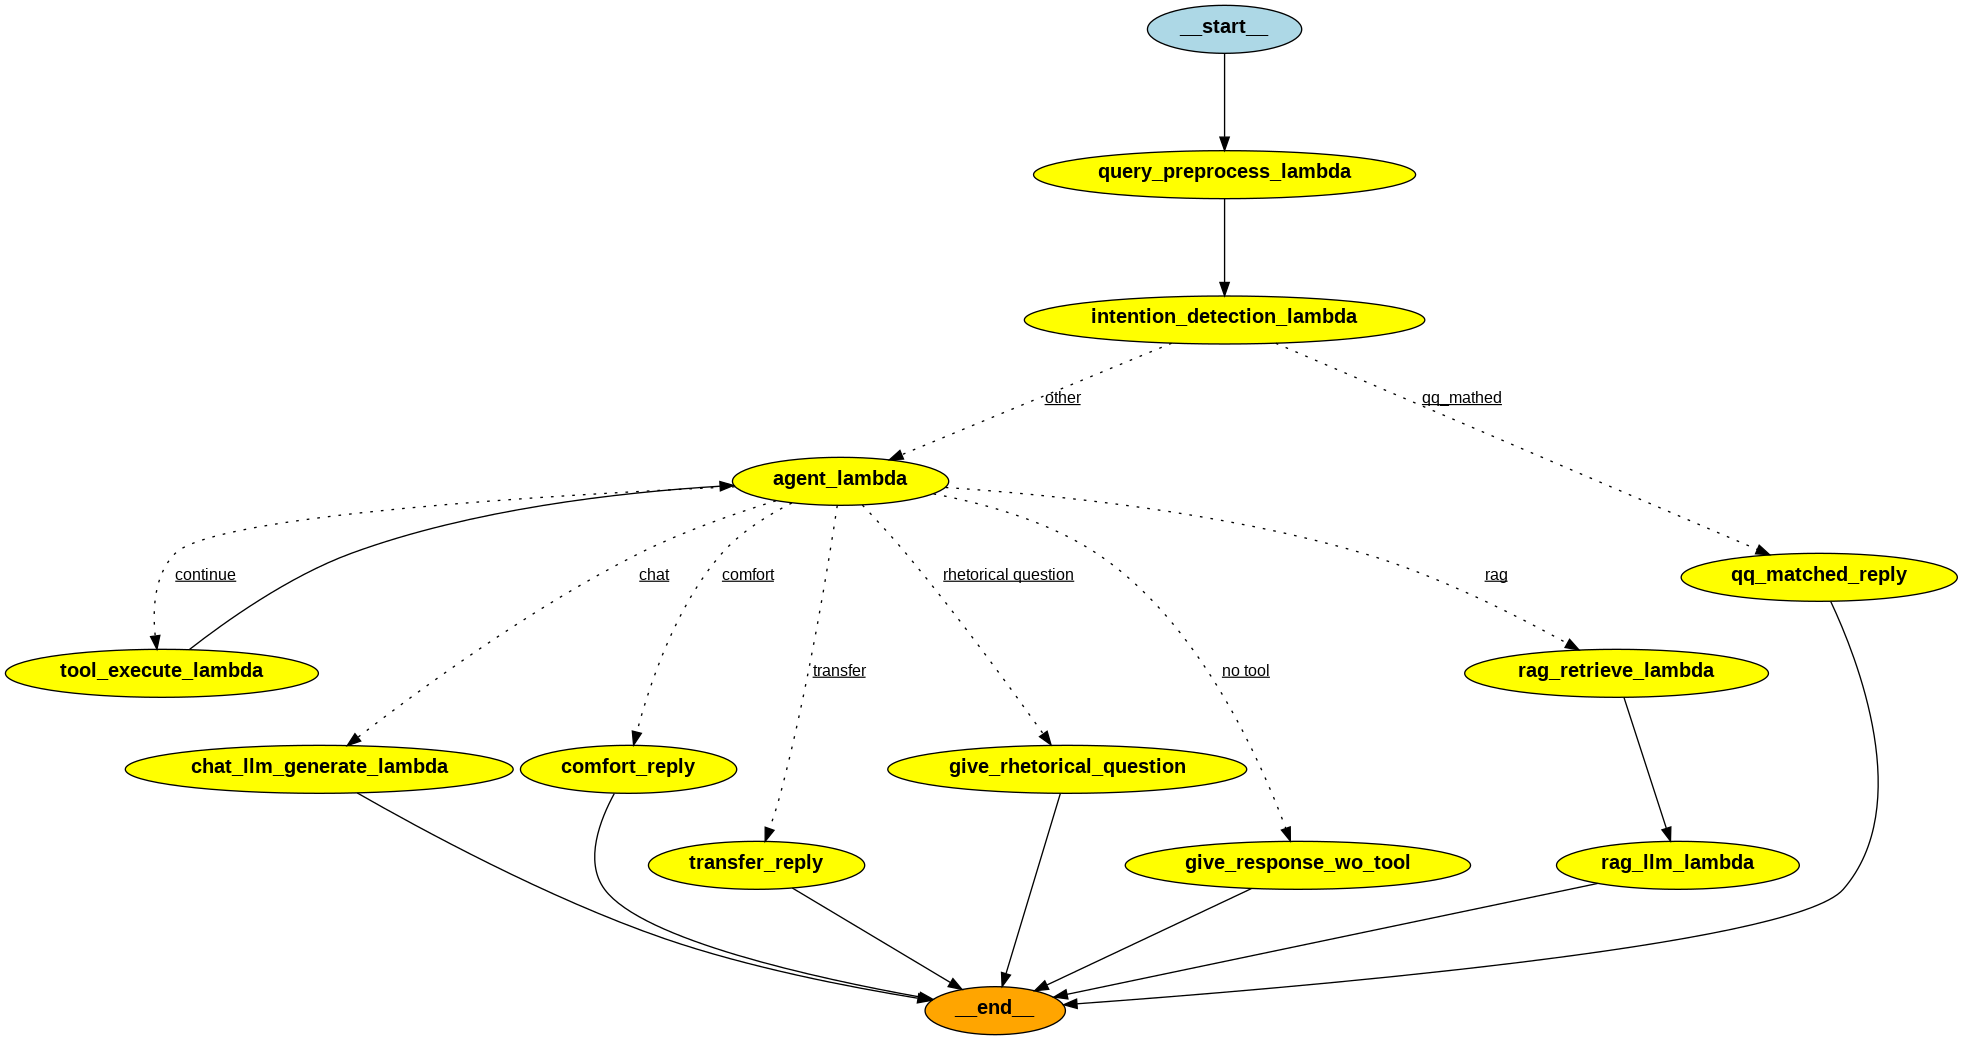 __start__
query_preprocess_lambda
intention_detection_lambda
other
qq_mathed
agent_lambda
continue
chat
comfort
rhetorical question
rag
qq_matched_reply
tool_execute_lambda
transfer
no tool
rag_retrieve_lambda
chat_llm_generate_lambda
comfort_reply
give_rhetorical_question
transfer_reply
give_response_wo_tool
rag_llm_lambda
__end__